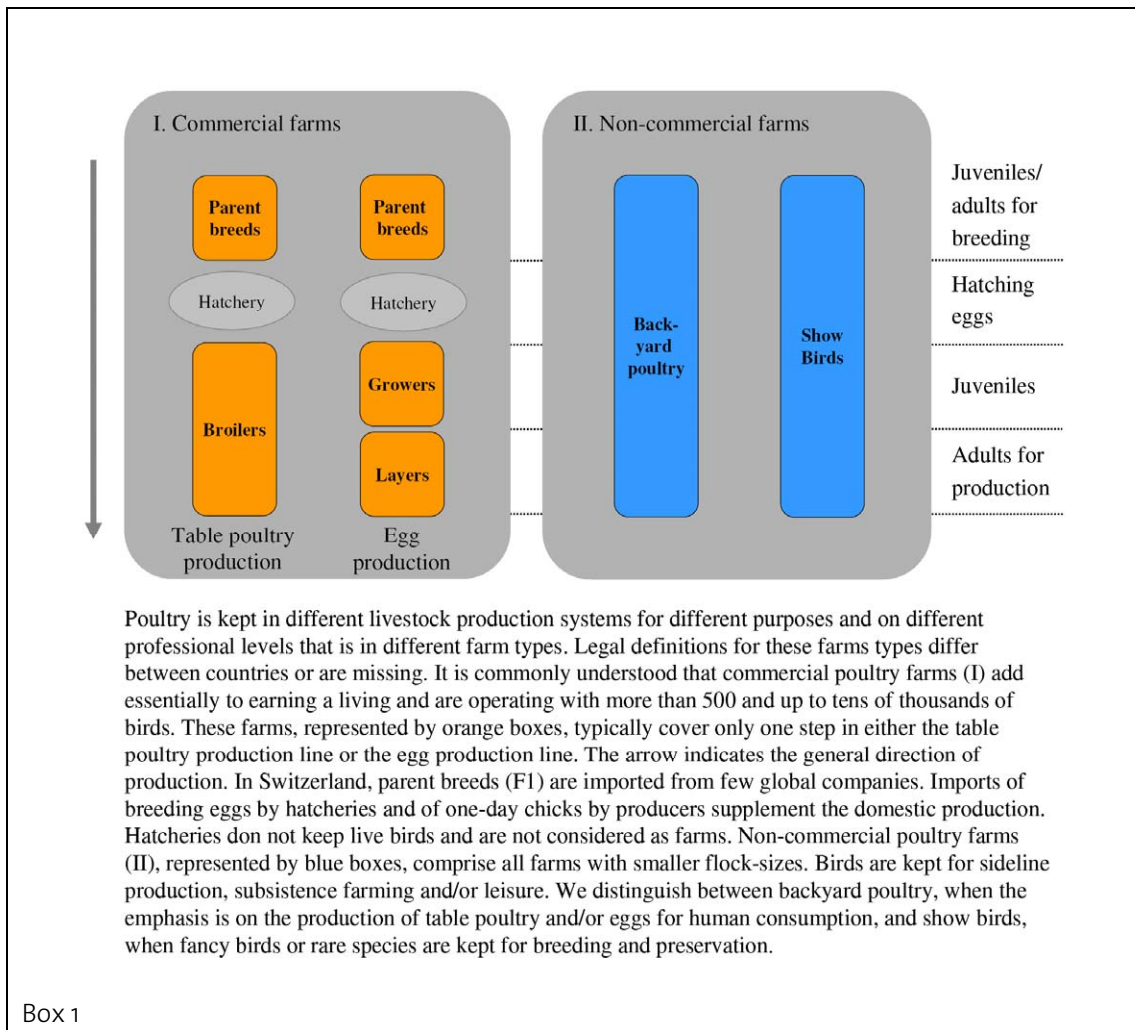 I. Commercial farms
II. Non-commercial farms
Parent
breeds
Parent
breeds
Hatchery
Hatchery
Broilers
Growers
Layers
Table poultry
production
Egg
production
Back-
yard
poultry
Show
Birds
Juveniles/
adults for
breeding
Hatching
eggs
Juveniles
Adults for
production
Poultry is kept in different livestock production systems for different purposes and on different
professional levels that is in different farm types. Legal definitions for these farms types differ
between countries or are missing. It is commonly understood that commercial poultry farms (I) add
essentially to earning a living and are operating with more than 500 and up to tens of thousands of
birds. These farms, represented by orange boxes, typically cover only one step in either the table
poultry production line or the egg production line. The arrow indicates the general direction of
production. In Switzerland, parent breeds (F1) are imported from few global companies. Imports of
breeding eggs by hatcheries and of one-day chicks by producers supplement the domestic production.
Hatcheries don not keep live birds and are not considered as farms. Non-commercial poultry farms
(II), represented by blue boxes, comprise all farms with smaller flock-sizes. Birds are kept for sideline
production, subsistence farming and/or leisure. We distinguish between backyard poultry, when the
emphasis is on the production of table poultry and/or eggs for human consumption, and show birds,
when fancy birds or rare species are kept for breeding and preservation.
Box 1